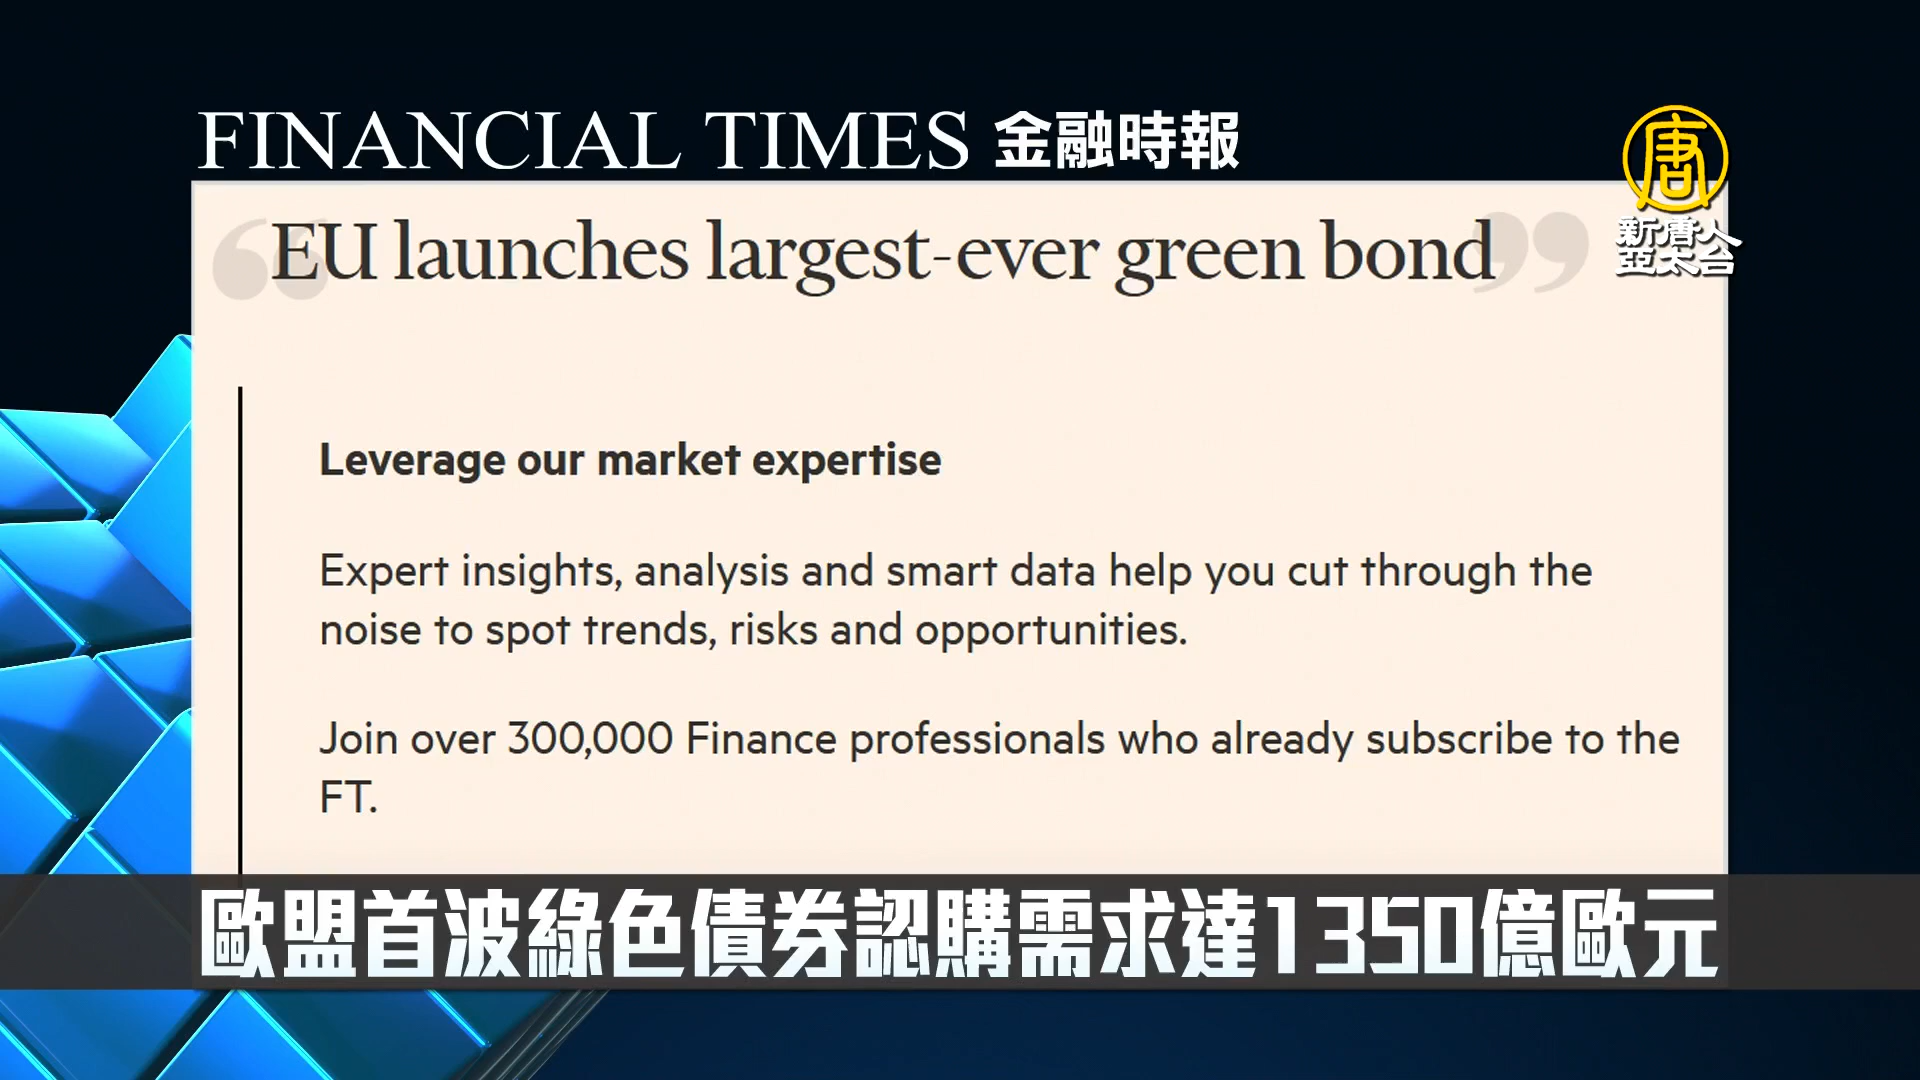 FINANCIAL TIMES 金融時報
唐
新唐人
亞太台
“EU launches largest-ever green bond”
Leverage our market expertise
Expert insights, analysis and smart data help you cut through the
noise to spot trends, risks and opportunities.
Join over 300,000 Finance professionals who already subscribe to the
FT.
歐盟首波綠色債券認購需求達1350億歐元